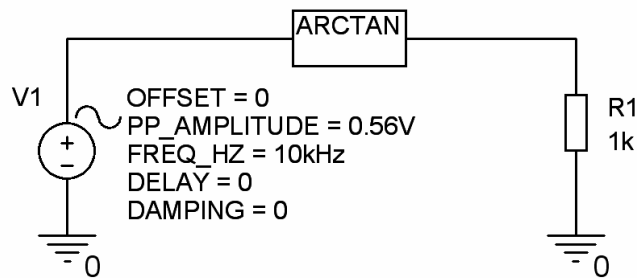 ARCTAN
V1
OFFSET = 0
PP_AMPLITUDE = 0.56V
FREQ_HZ = 10kHz
DELAY = 0
DAMPING = 0
+
−
R1
1k
0
0